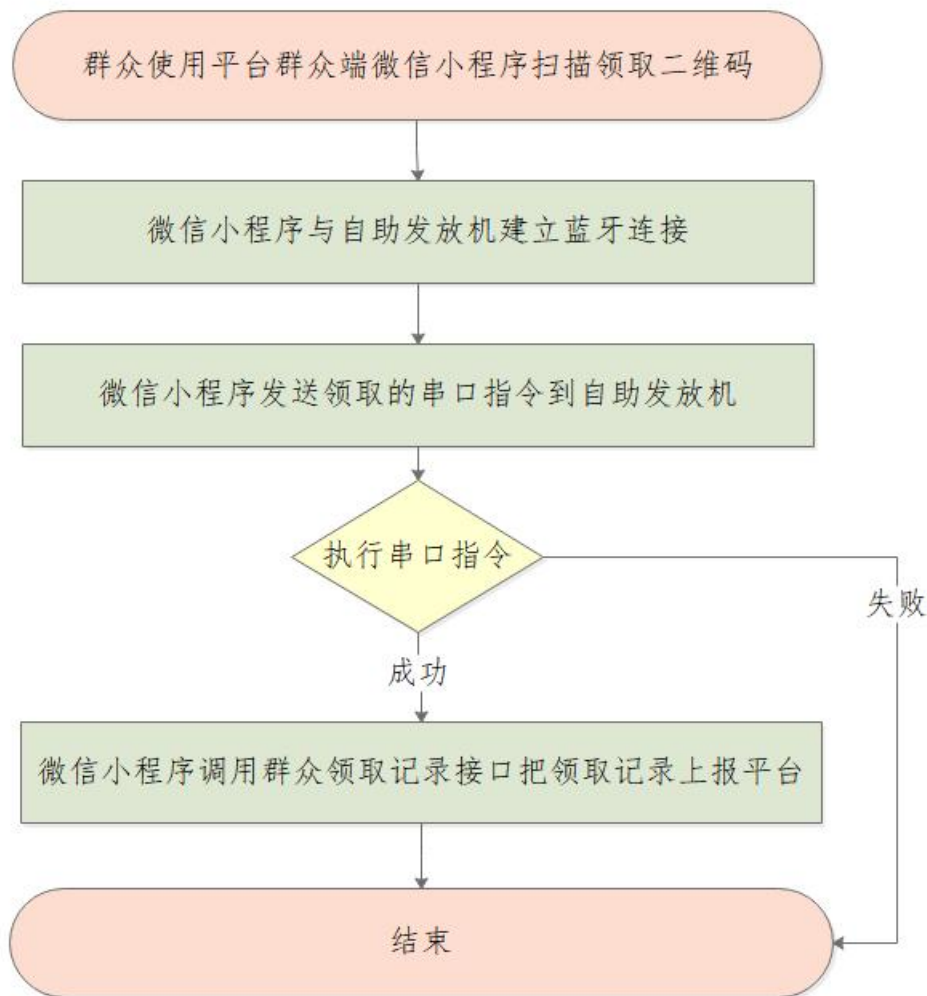 群众使用平台群众端微信小程序扫描领取二维码
微信小程序与自助发放机建立蓝牙连接
微信小程序发送领取的串口指令到自助发放机
执行串口指令
失败
成功
微信小程序调用群众领取记录接口把领取记录上报平台
结束